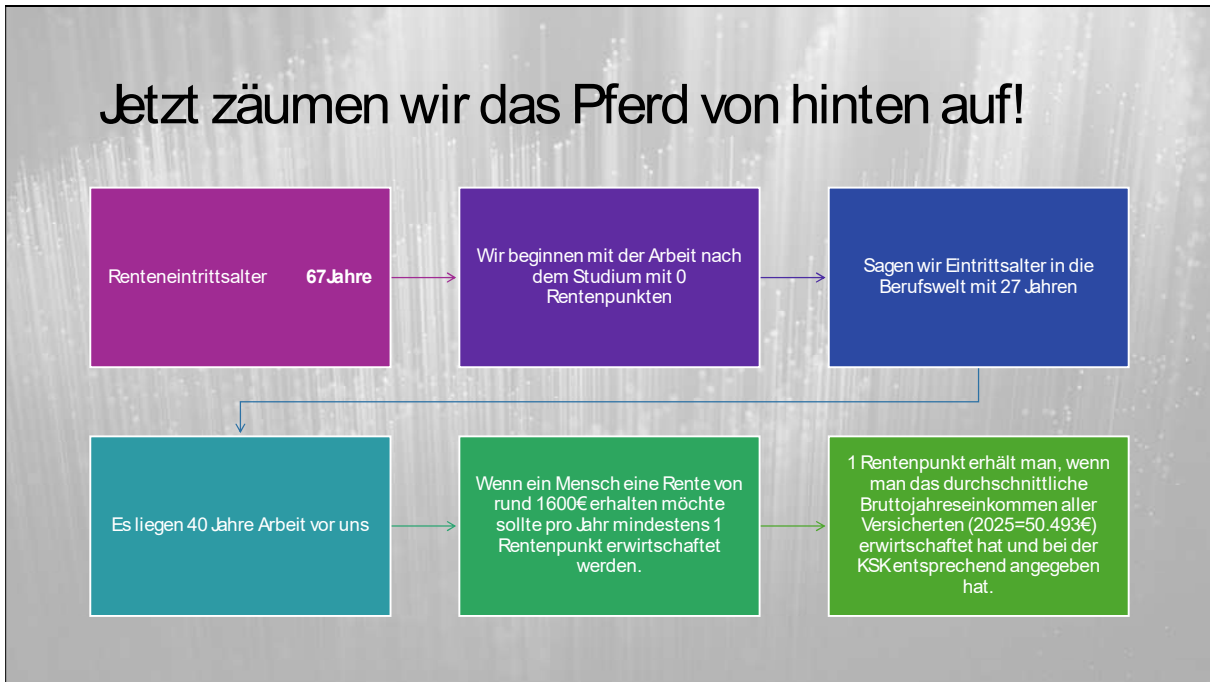 Jetzt zäumen wir das Pferd von hinten auf!
Renteneintrittsalter 67 Jahre
Wir beginnen mit der Arbeit nach
dem Studium mit 0
Rentenpunkten
Sagen wir Eintrittsalter in die
Berufswelt mit 27 Jahren
Es liegen 40 Jahre Arbeit vor uns
Wenn ein Mensch eine Rente von
rund 1600€ erhalten möchte
sollte pro Jahr mindestens 1
Rentenpunkt erwirtschaftet
werden.
1 Rentenpunkt erhält man, wenn
man das durchschnittliche
Bruttojahreseinkommen aller
Versicherten (2025=50.493€)
erwirtschaftet hat und bei der
KSK entsprechend angegeben
hat.